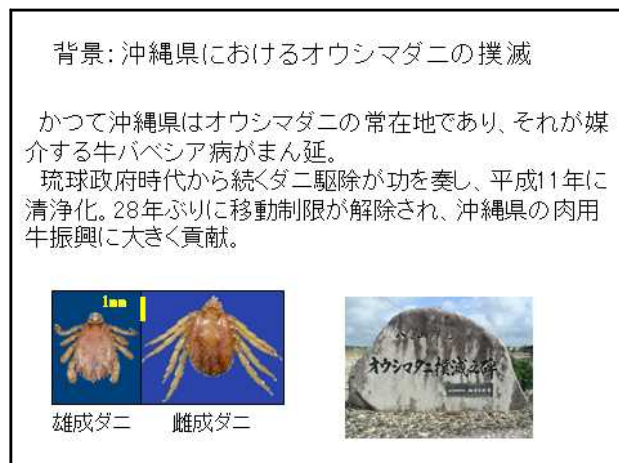 背景：沖縄県におけるオウシマダニの撲滅
かつて沖縄県はオウシマダニの常在地であり、それが媒
介する牛バベシア病がまん延。
琉球政府時代から続くダニ駆除が功を奏し、平成11年に
清浄化。28年ぶりに移動制限が解除され、沖縄県の肉用
牛振興に大きく貢献。
1mm
雄成ダニ
雌成ダニ
オウシマダニ撲滅之碑